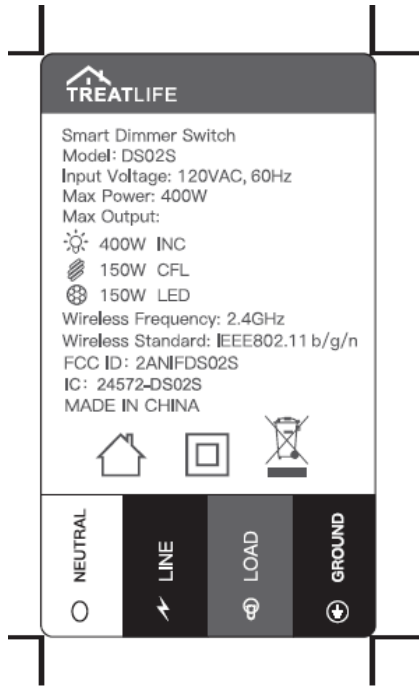 TREATLIFE
Smart Dimmer Switch
Model: DS02S
Input Voltage: 120VAC, 60Hz
Max Power: 400W
Max Output:
400W INC
150W CFL
150W LED
Wireless Frequency: 2.4GHz
Wireless Standard: IEEE802.11 b/g/n
FCC ID: 2ANIFDS02S
IC: 24572-DS02S
MADE IN CHINA
NEUTRAL
LINE
LOAD
GROUND